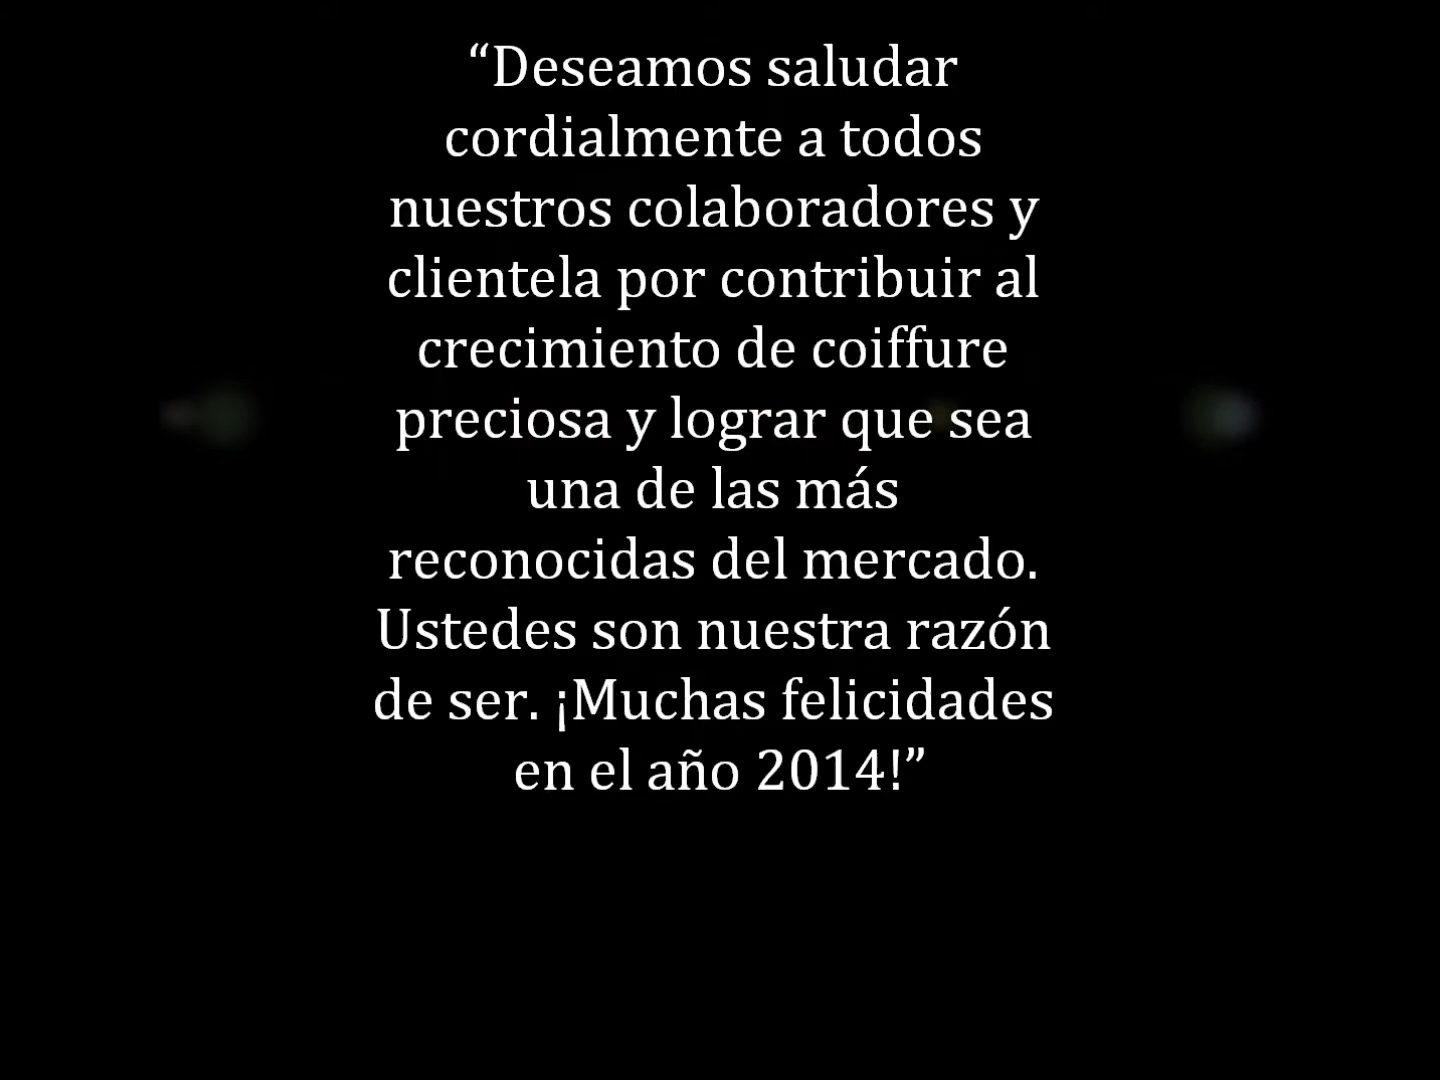 “Deseamos saludar
cordialmente a todos
nuestros colaboradores y
clientela por contribuir al
crecimiento de coiffure
preciosa y lograr que sea
una de las más
reconocidas del mercado.
Ustedes son nuestra razón
de ser. ¡Muchas felicidades
en el año 2014!”